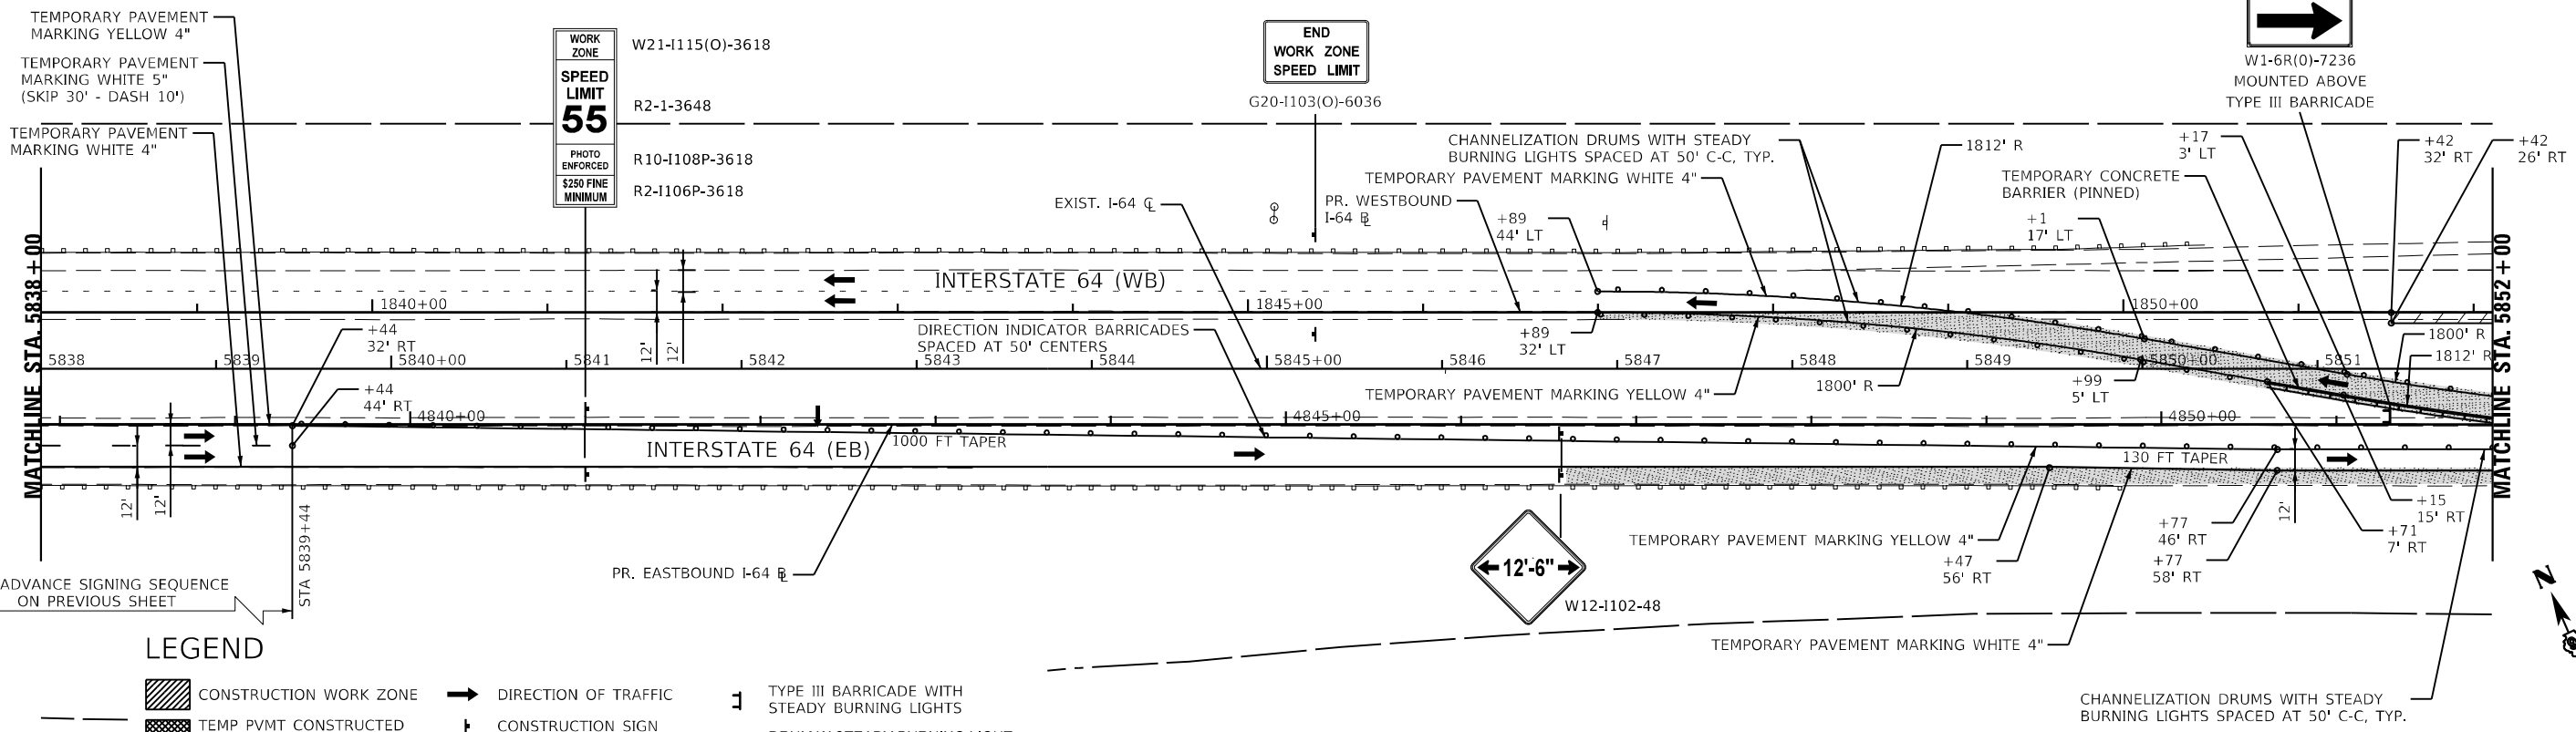 TEMPORARY PAVEMENT
MARKING YELLOW 4"
TEMPORARY PAVEMENT
MARKING WHITE 5"
(SKIP 30' - DASH 10')
TEMPORARY PAVEMENT
MARKING WHITE 4"
WORK
ZONE
SPEED
LIMIT
55
PHOTO
ENFORCED
$250 FINE
MINIMUM
W21-I115(O)-3618
R2-1-3648
R10-I108P-3618
R2-I106P-3618
END
WORK ZONE
SPEED LIMIT
G20-I103(O)-6036
W1-6R(0)-7236
MOUNTED ABOVE
TYPE III BARRICADE
CHANNELIZATION DRUMS WITH STEADY
BURNING LIGHTS SPACED AT 50' C-C, TYP.
TEMPORARY PAVEMENT MARKING WHITE 4"
1812' R
+17
3' LT
+42
32' RT
+42
26' RT
TEMPORARY CONCRETE
BARRIER (PINNED)
+1
17' LT
EXIST. I-64 ℄
PR. WESTBOUND
I-64 B
L
+89
44' LT
MATCHLINE STA. 5838+00
MATCHLINE STA. 5852+00
INTERSTATE 64 (WB)
1840+00
1845+00
1850+00
12'
12'
DIRECTION INDICATOR BARRICADES
SPACED AT 50' CENTERS
+89
32' LT
+44
32' RT
1800' R
1812' R
5838
5839
5840+00
5841
5842
5843
5844
5845+00
5846
5847
5848
5849
5850+00
5851
+44
44' RT
TEMPORARY PAVEMENT MARKING YELLOW 4"
1800' R
+99
5' LT
4840+00
4845+00
4850+00
INTERSTATE 64 (EB)
1000 FT TAPER
130 FT TAPER
12'
12'
12'
STA 5839+44
+15
15' RT
+71
7' RT
+77
46' RT
+77
58' RT
+47
56' RT
TEMPORARY PAVEMENT MARKING YELLOW 4"
PR. EASTBOUND I-64 B
L
12'-6"
W12-I102-48
ADVANCE SIGNING SEQUENCE
ON PREVIOUS SHEET
N
TEMPORARY PAVEMENT MARKING WHITE 4"
LEGEND
CONSTRUCTION WORK ZONE
DIRECTION OF TRAFFIC
TYPE III BARRICADE WITH
STEADY BURNING LIGHTS
TEMP PVMT CONSTRUCTED
CONSTRUCTION SIGN
CHANNELIZATION DRUMS WITH STEADY
BURNING LIGHTS SPACED AT 50' C-C, TYP.